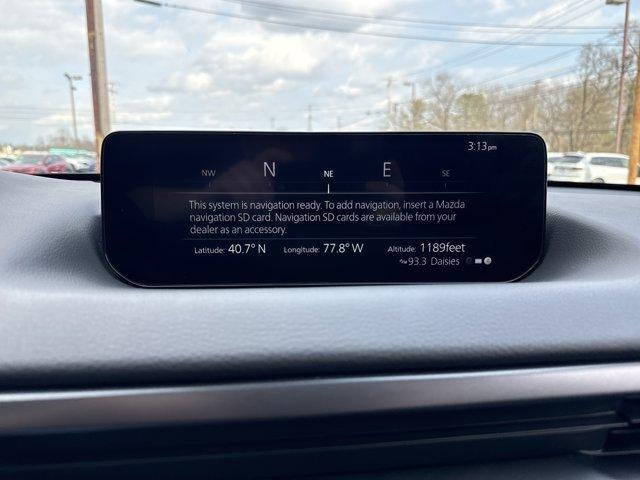 3:13pm
NW N NE E SE
This system is navigation ready. To add navigation, insert a Mazda
navigation SD card. Navigation SD cards are available from your
dealer as an accessory.
Latitude: 40.7° N Longitude: 77.8° W Altitude: 1189feet
93.3 Daisies